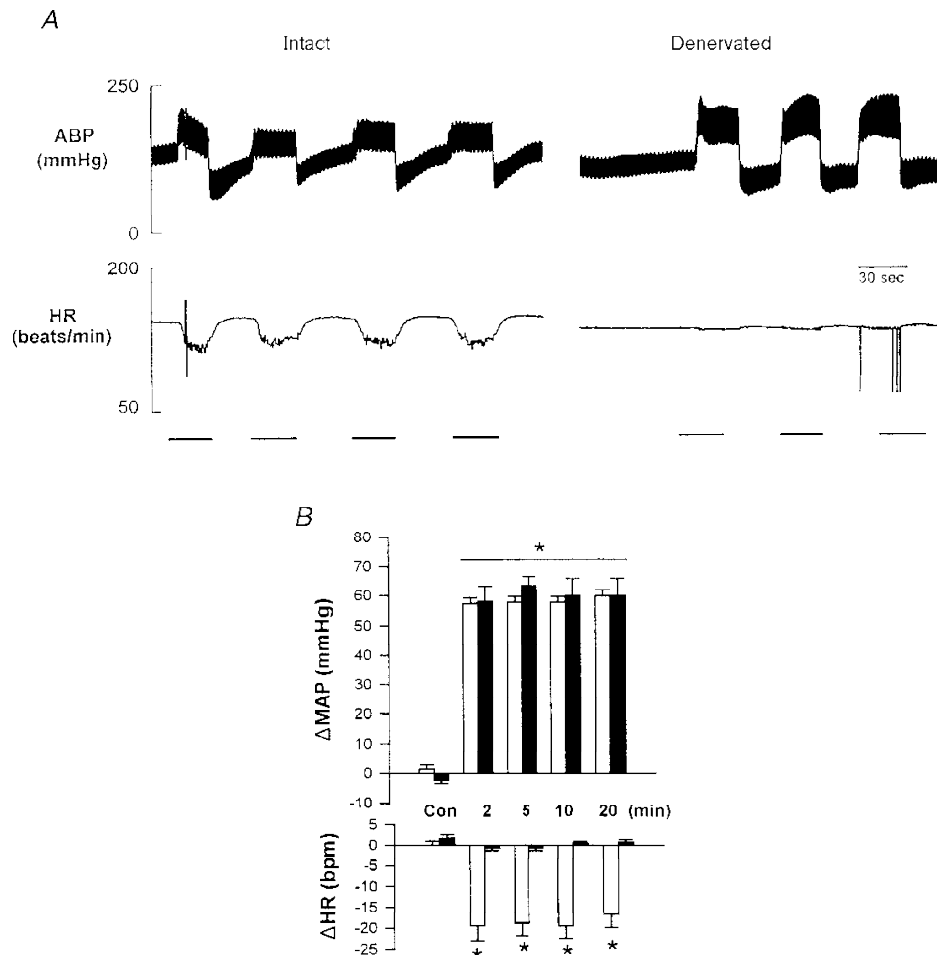 A
Intact
Denervated
250
ABP
(mmHg)
0
200
30 sec
HR
(beats/min)
50
B
80
*
70
60
50
40
30
20
10
0
-10
ΔMAP (mmHg)
Con 2 5 10 20 (min)
5
0
-5
-10
-15
-20
-25
ΔHR (bpm)
* * * *